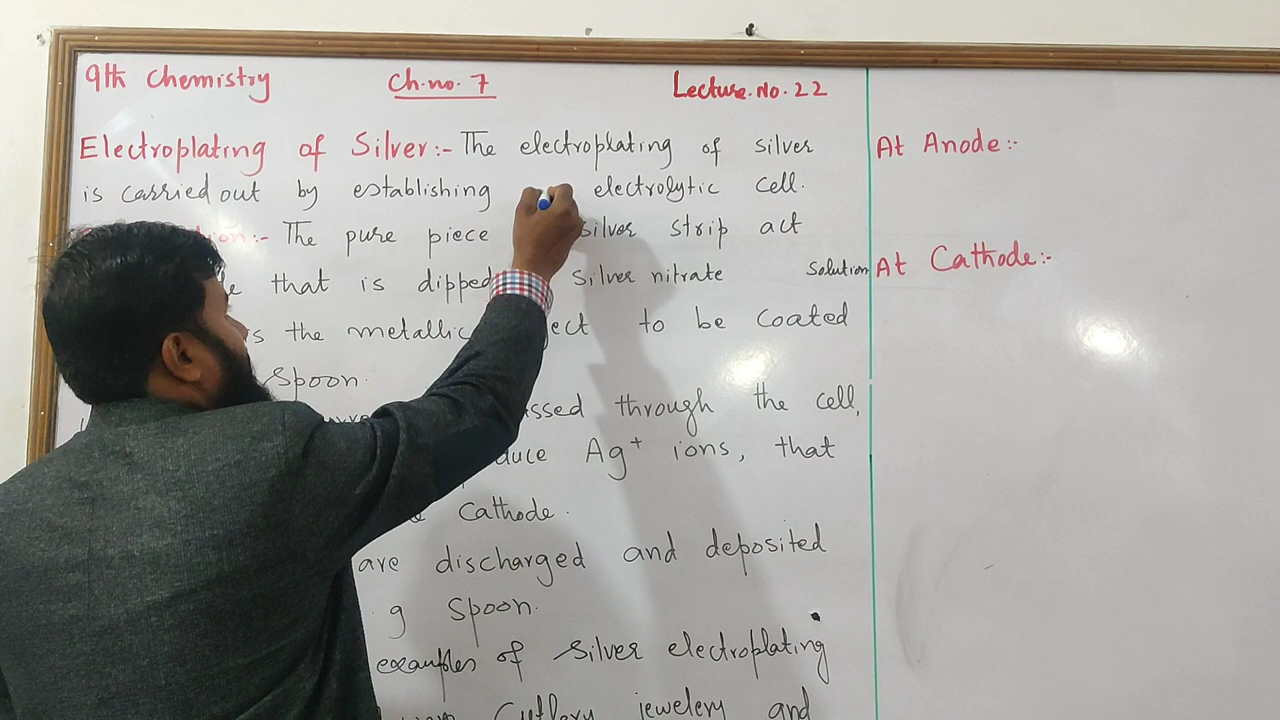 9th Chemistry Ch.no.7 Lecture.No.22
Electroplating of Silver:- The electroplating of silver
is carried out by establishing electrolytic cell.
:- The pure piece silver strip act
that is dipped silver nitrate solution
the metallic to be coated
spoon.
through the cell,
Ag+ ions, that
cathode.
are discharged and deposited
g spoon.
examples of silver electroplating
Cutlery jewelery and
At Anode:-
At Cathode:-